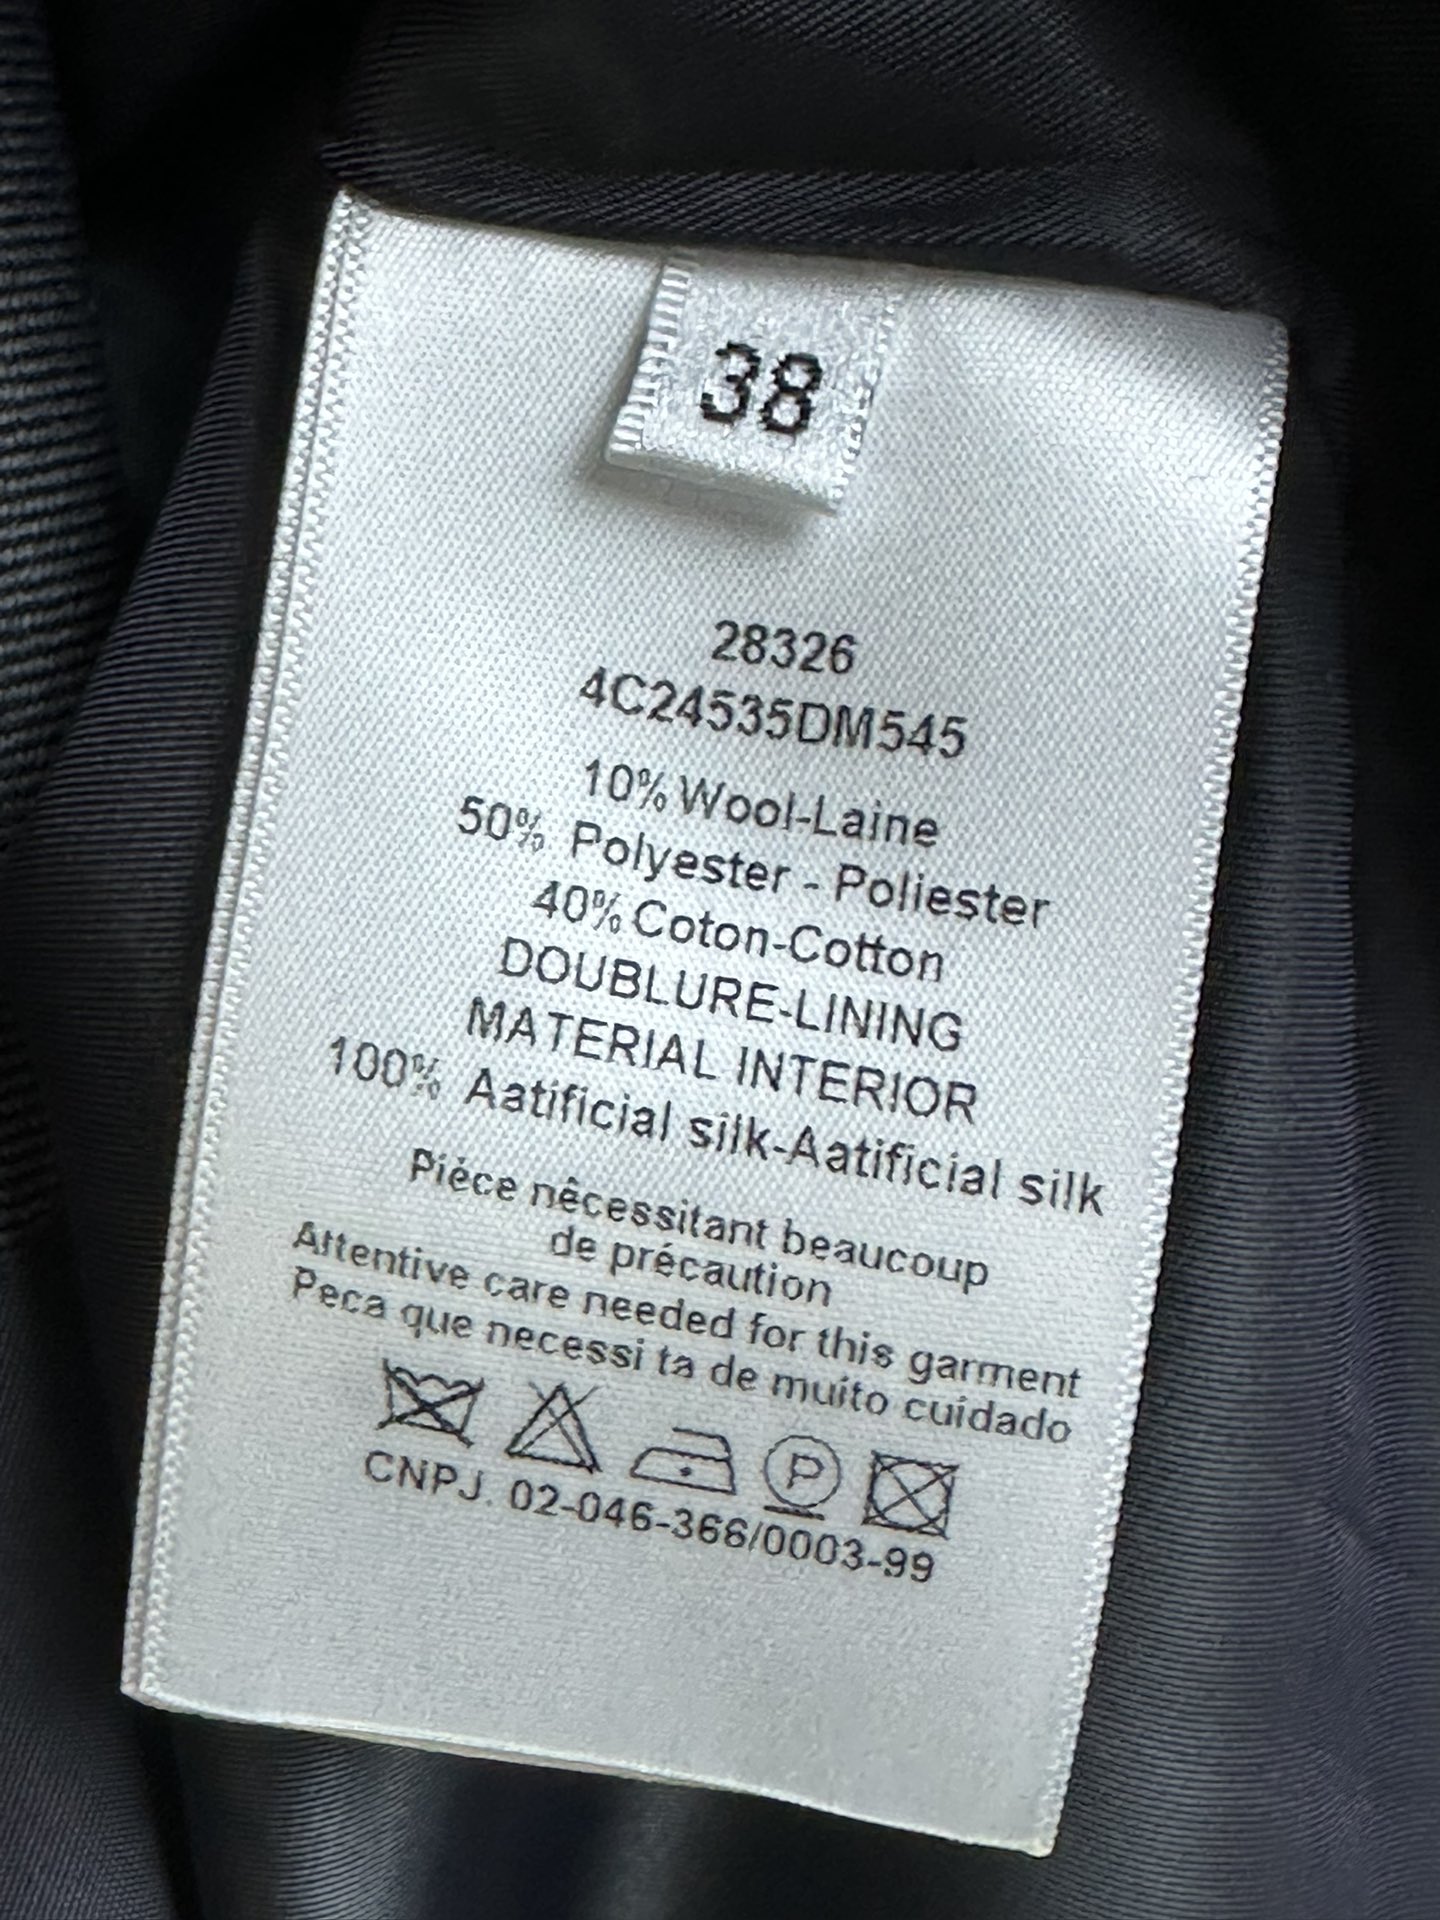 38
28326
4C24535DM545
10% Wool-Laine
50% Polyester - Poliester
40% Coton-Cotton
DOUBLURE-LINING
MATERIAL INTERIOR
100% Aatificial silk-Aatificial silk
Piéce nêcessitant beaucoup
de précaution
Attentive care needed for this garment
Peca que necessi ta de muito cuidado
P
CNPJ. 02-046-366/0003-99